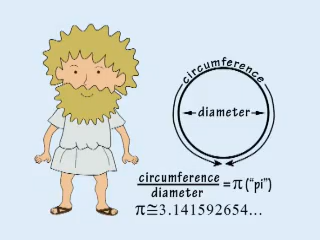 circumference
diameter
circumference
diameter
=π ("pi")
π≅3.141592654...